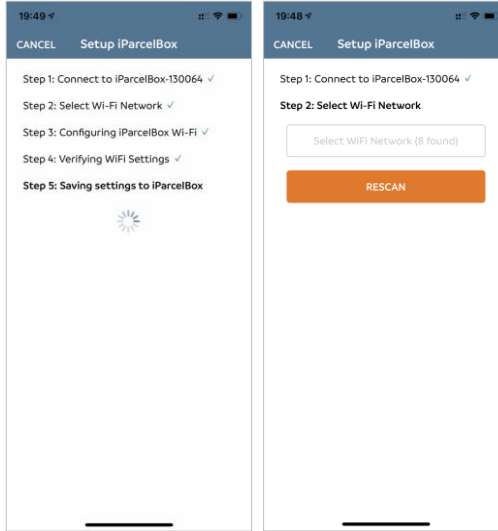 19:49
CANCEL Setup iParcelBox
Step 1: Connect to iParcelBox-130064 ✓
Step 2: Select Wi-Fi Network ✓
Step 3: Configuring iParcelBox Wi-Fi ✓
Step 4: Verifying WiFi Settings ✓
Step 5: Saving settings to iParcelBox
19:48
CANCEL Setup iParcelBox
Step 1: Connect to iParcelBox-130064 ✓
Step 2: Select Wi-Fi Network
Select WiFi Network (8 found)
RESCAN